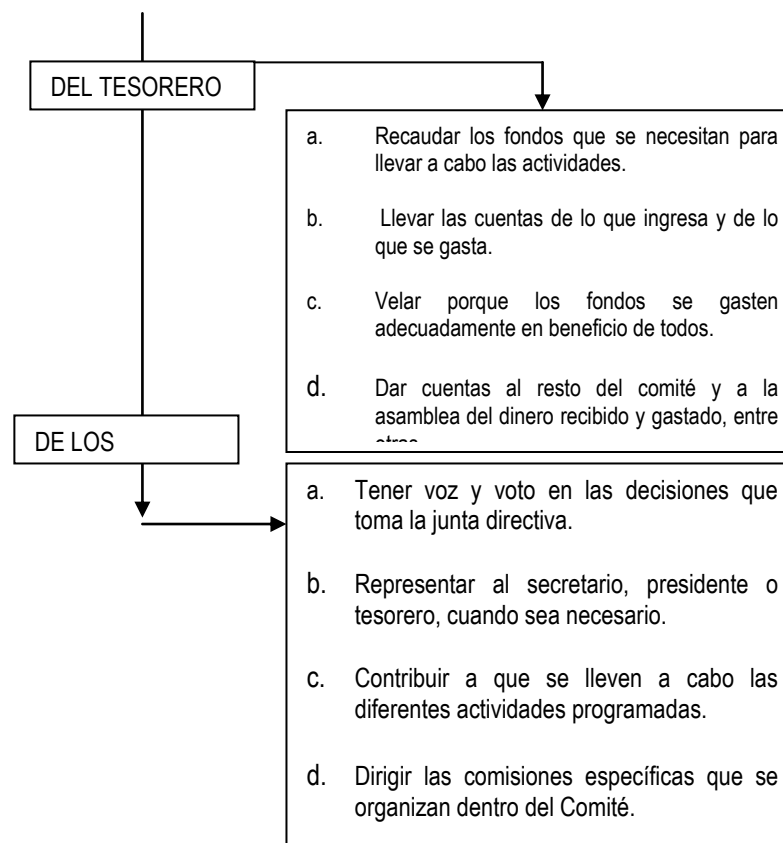 DEL TESORERO
a. Recaudar los fondos que se necesitan para
llevar a cabo las actividades.
b. Llevar las cuentas de lo que ingresa y de lo
que se gasta.
c. Velar porque los fondos se gasten
adecuadamente en beneficio de todos.
d. Dar cuentas al resto del comité y a la
asamblea del dinero recibido y gastado, entre
DE LOS
a. Tener voz y voto en las decisiones que
toma la junta directiva.
b. Representar al secretario, presidente o
tesorero, cuando sea necesario.
c. Contribuir a que se lleven a cabo las
diferentes actividades programadas.
d. Dirigir las comisiones específicas que se
organizan dentro del Comité.